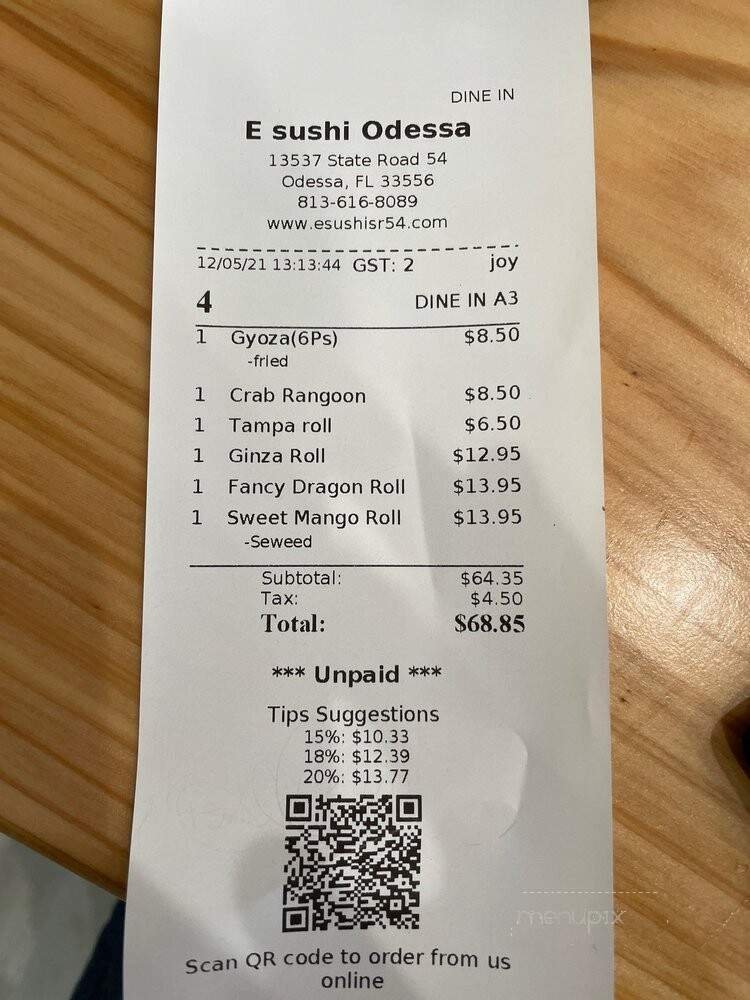 DINE IN
E sushi Odessa
13537 State Road 54
Odessa, FL 33556
813-616-8089
www.esushisr54.com
12/05/21 13:13:44 GST: 2 joy
4 DINE IN A3
1 Gyoza(6Ps) $8.50
-fried
1 Crab Rangoon $8.50
1 Tampa roll $6.50
1 Ginza Roll $12.95
1 Fancy Dragon Roll $13.95
1 Sweet Mango Roll $13.95
-Seweed
Subtotal: $64.35
Tax: $4.50
Total: $68.85
*** Unpaid ***
Tips Suggestions
15%: $10.33
18%: $12.39
20%: $13.77
Scan QR code to order from us
online
menupix